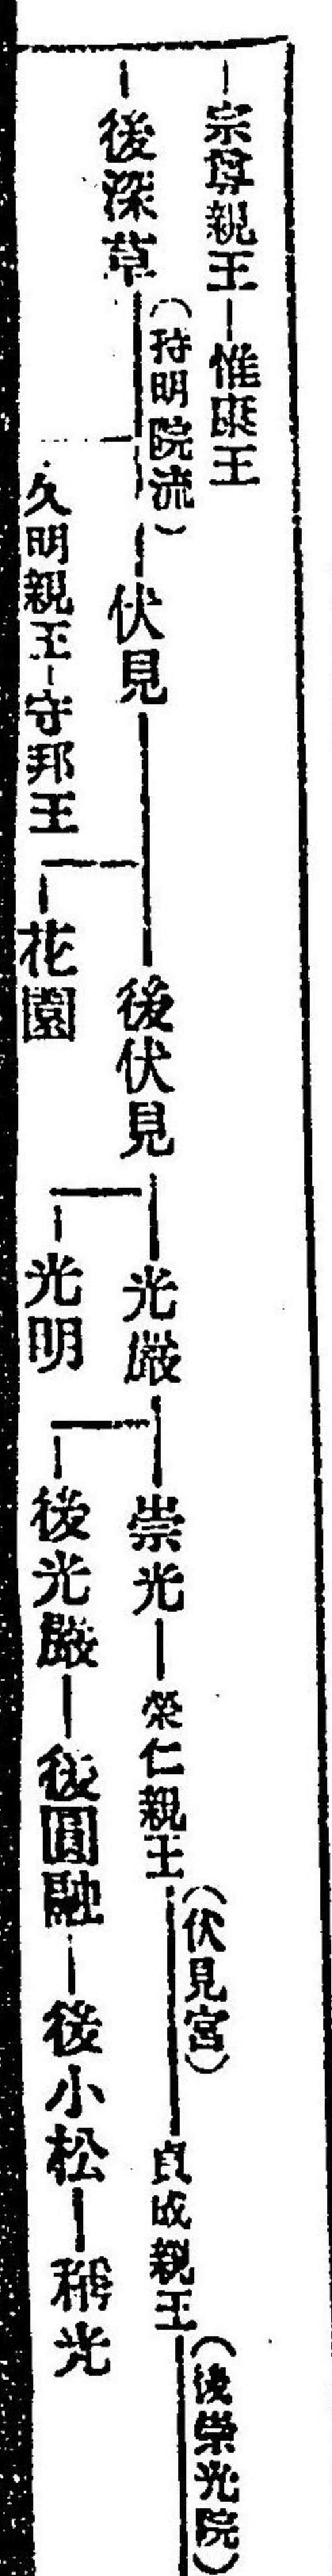 宗尊親王―惟康王
後深草(持明院流)―伏見―後伏見―光嚴―崇光―榮仁親王(伏見宮)―貞成親王(後崇光院)
久明親王―守邦王
花園
光明
後光嚴―後圓融―後小松―稱光